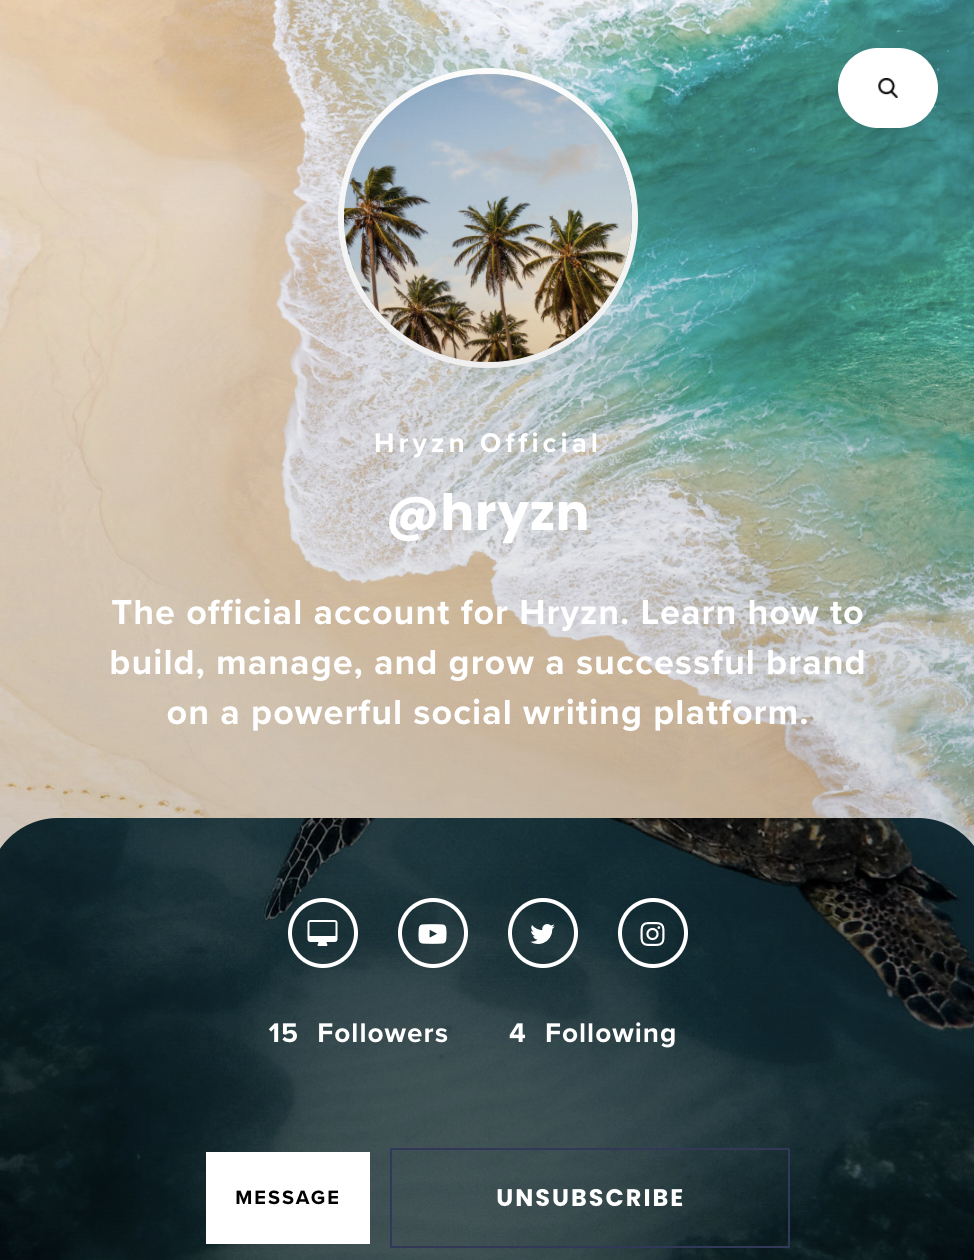 Hryzn Official
@hryzn
The official account for Hryzn. Learn how to
build, manage, and grow a successful brand
on a powerful social writing platform.
15 Followers 4 Following
MESSAGE UNSUBSCRIBE